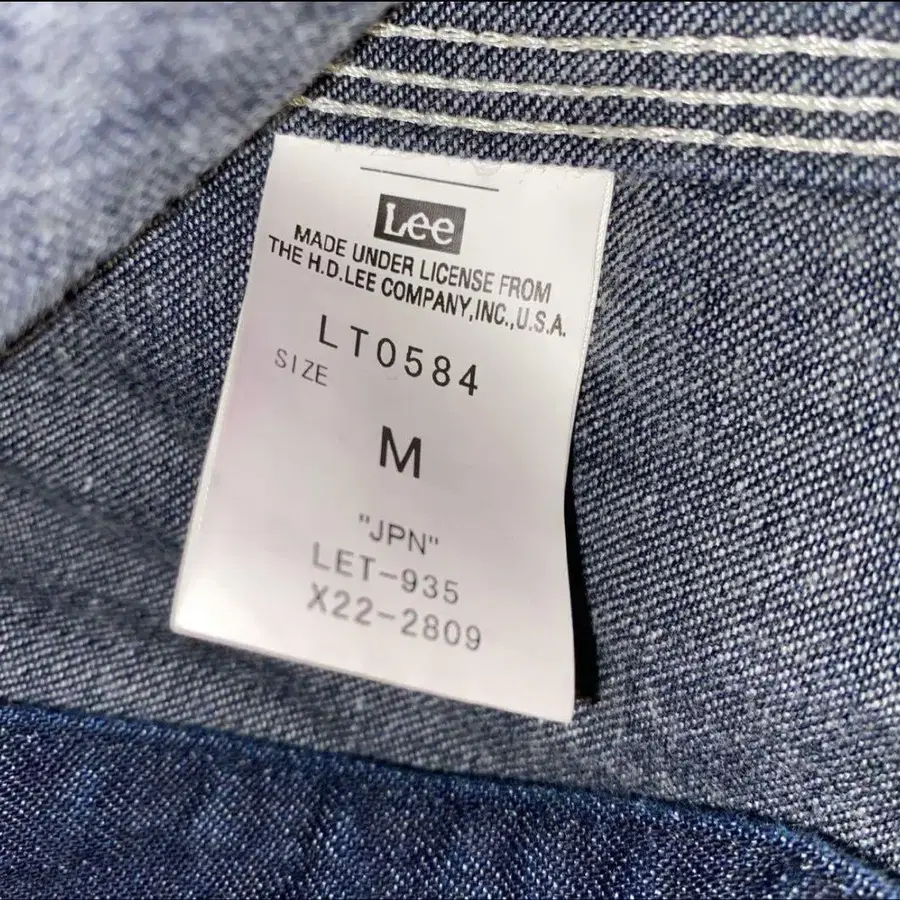 Lee
MADE UNDER LICENSE FROM
THE H.D.LEE COMPANY,INC.,U.S.A.
LT0584
SIZE
M
"JPN"
LET-935
X22-2809